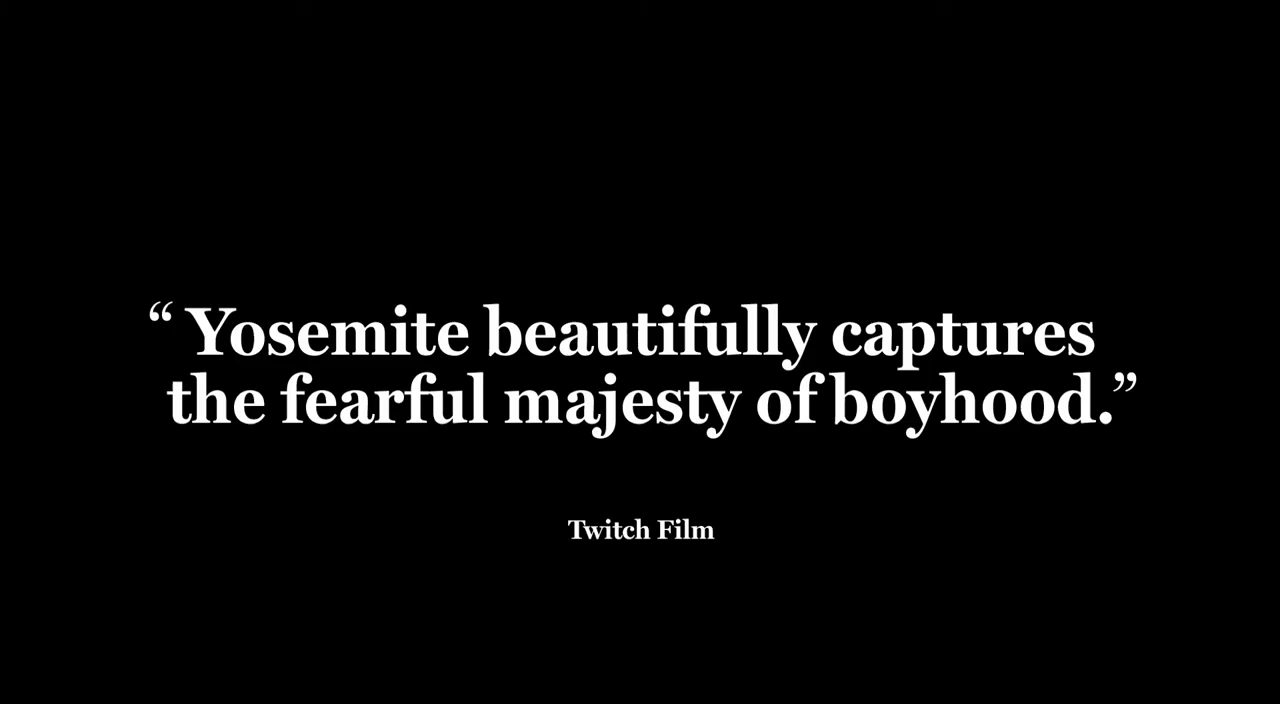 “ Yosemite beautifully captures
the fearful majesty of boyhood.”
Twitch Film